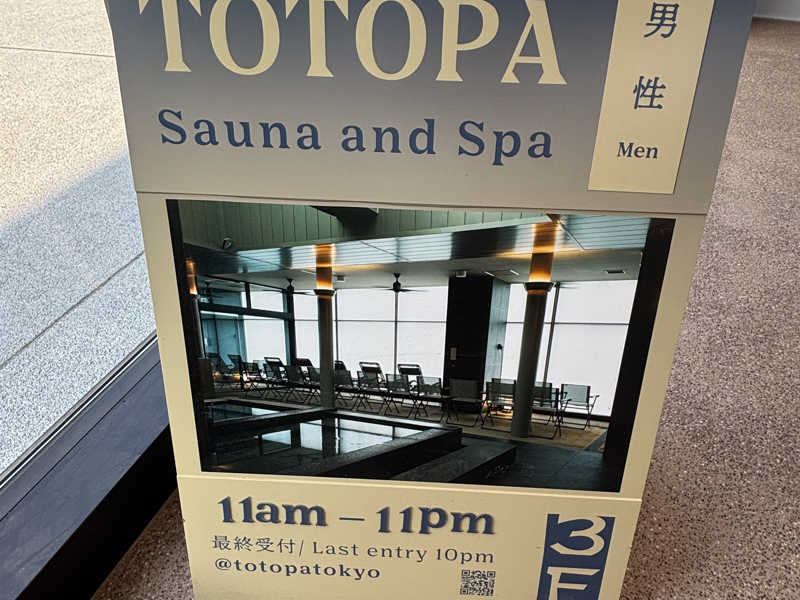 TOTOPA
Sauna and Spa
男性
Men
11am – 11pm
最終受付/ Last entry 10pm
@totopatokyo
3F